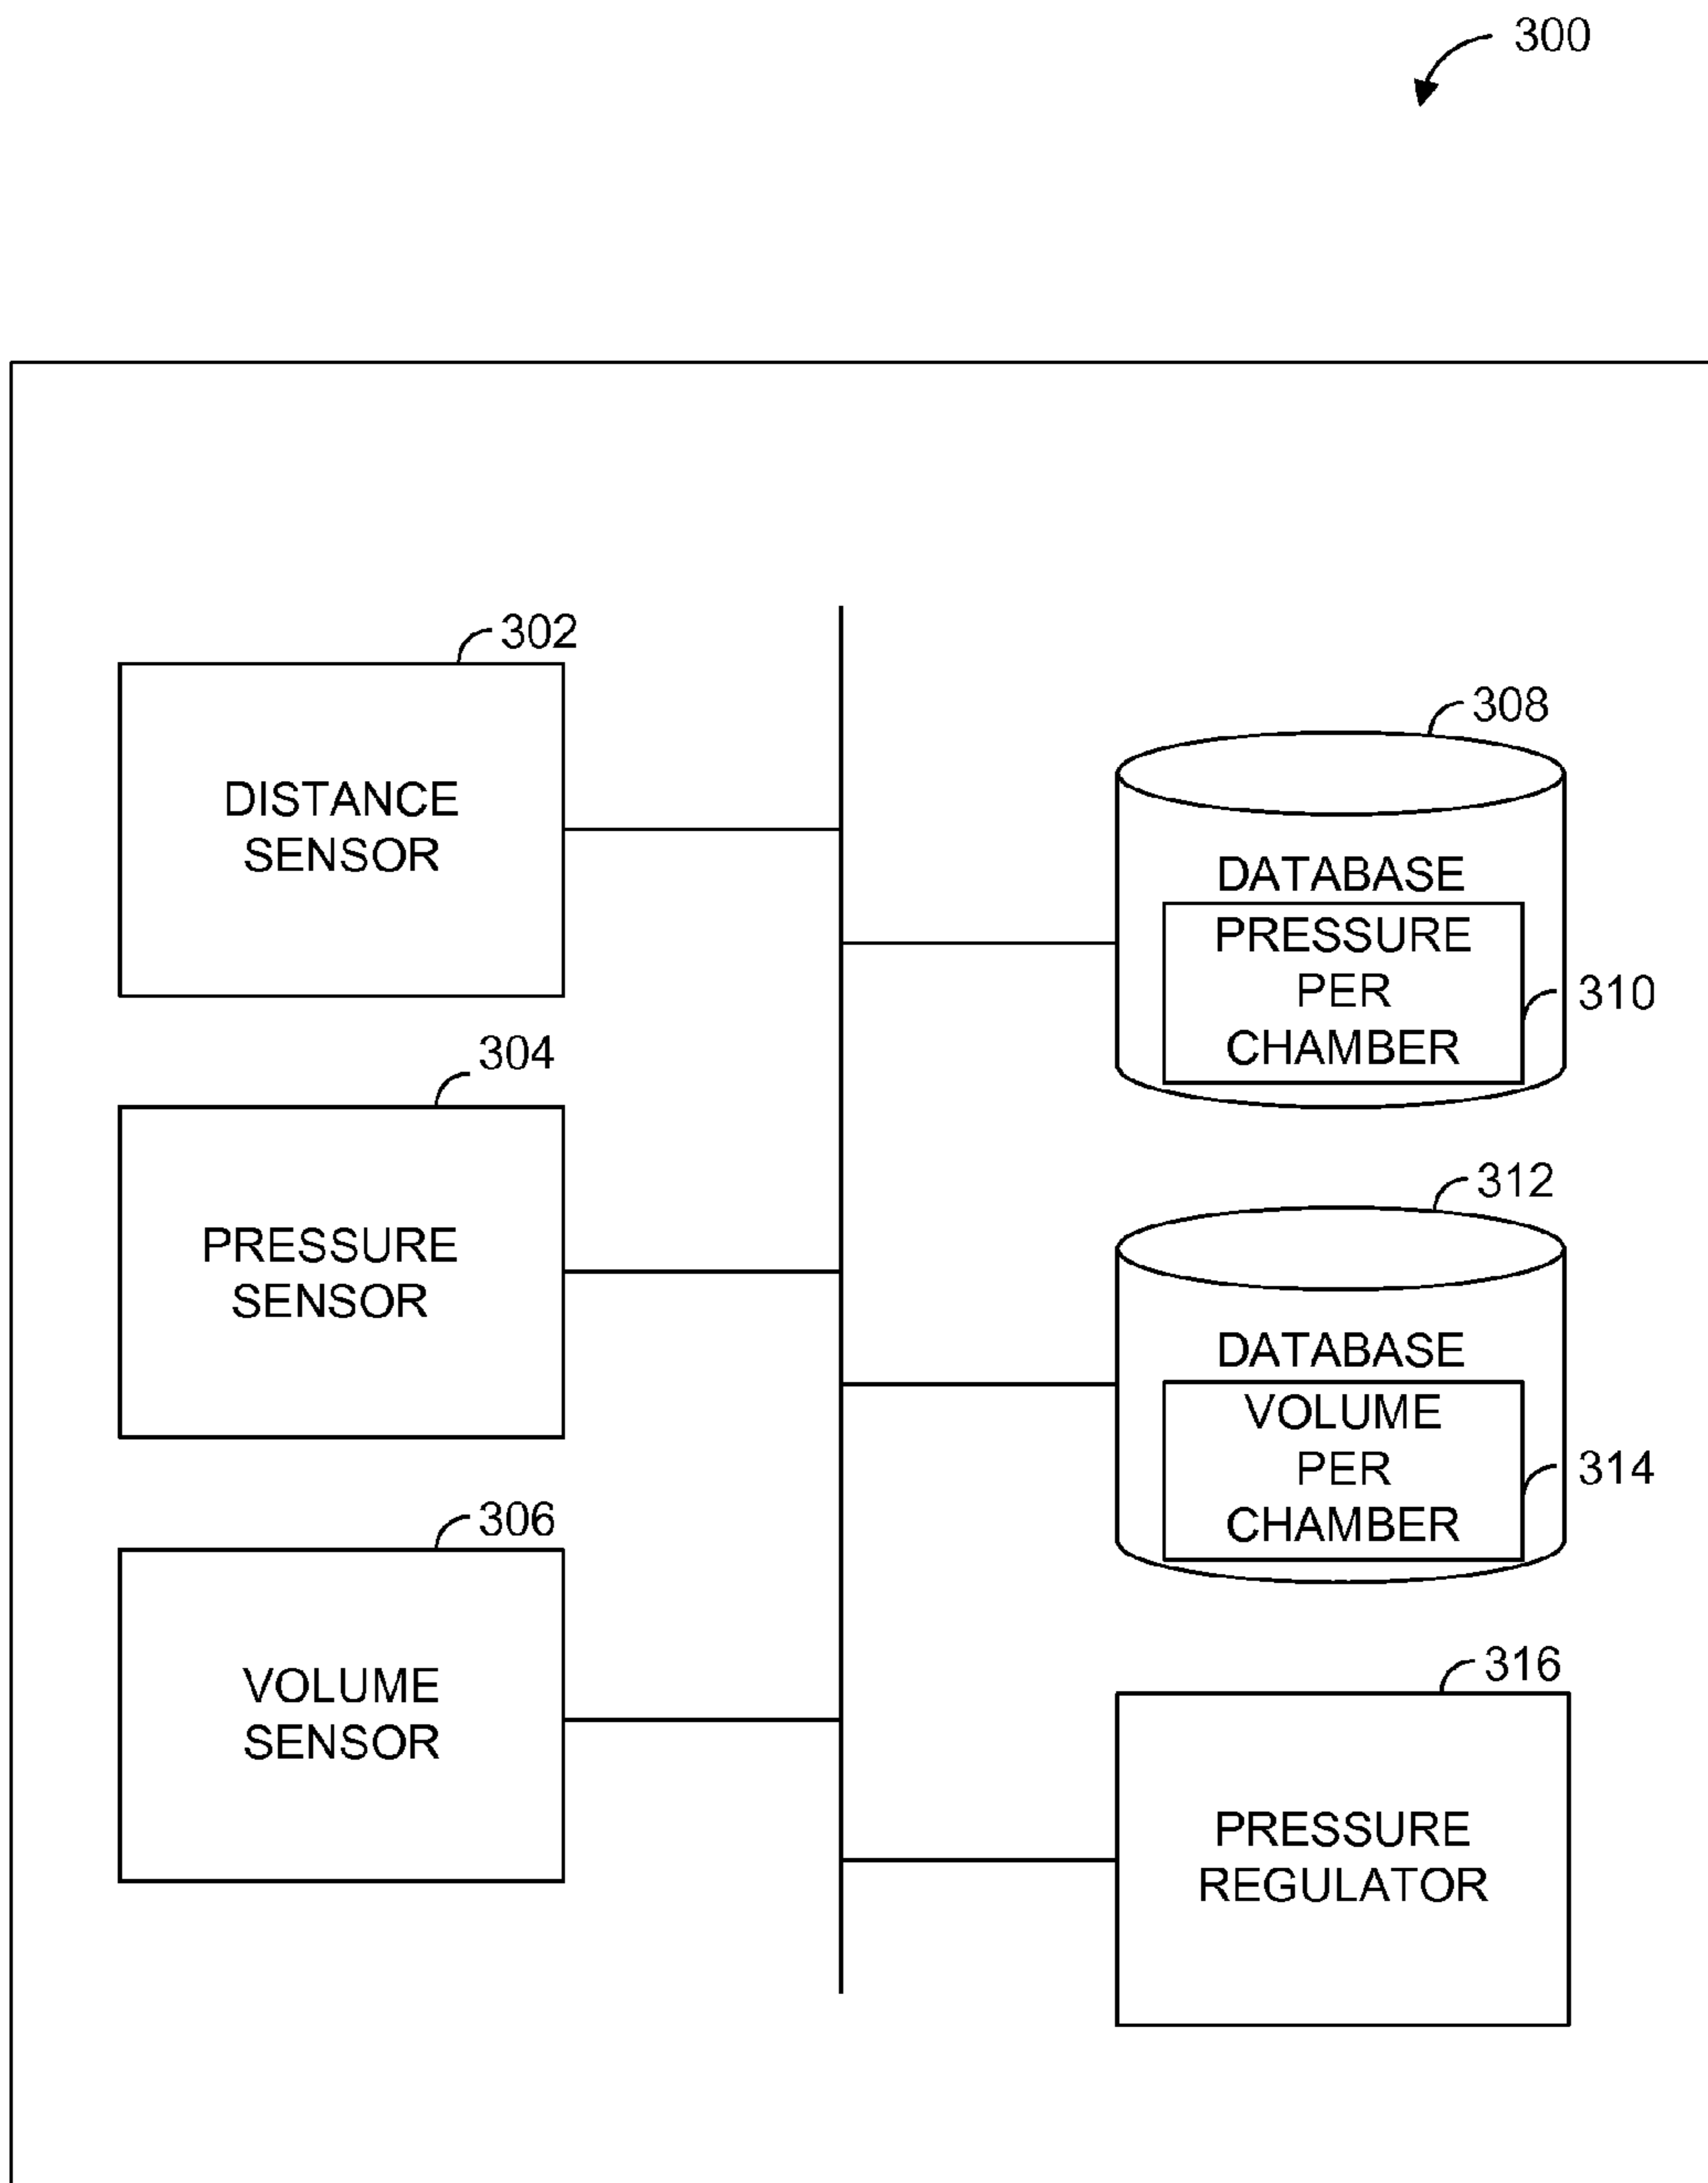 300
302
DISTANCE
SENSOR
304
PRESSURE
SENSOR
306
VOLUME
SENSOR
308
DATABASE
PRESSURE
PER
CHAMBER
310
312
DATABASE
VOLUME
PER
CHAMBER
314
316
PRESSURE
REGULATOR